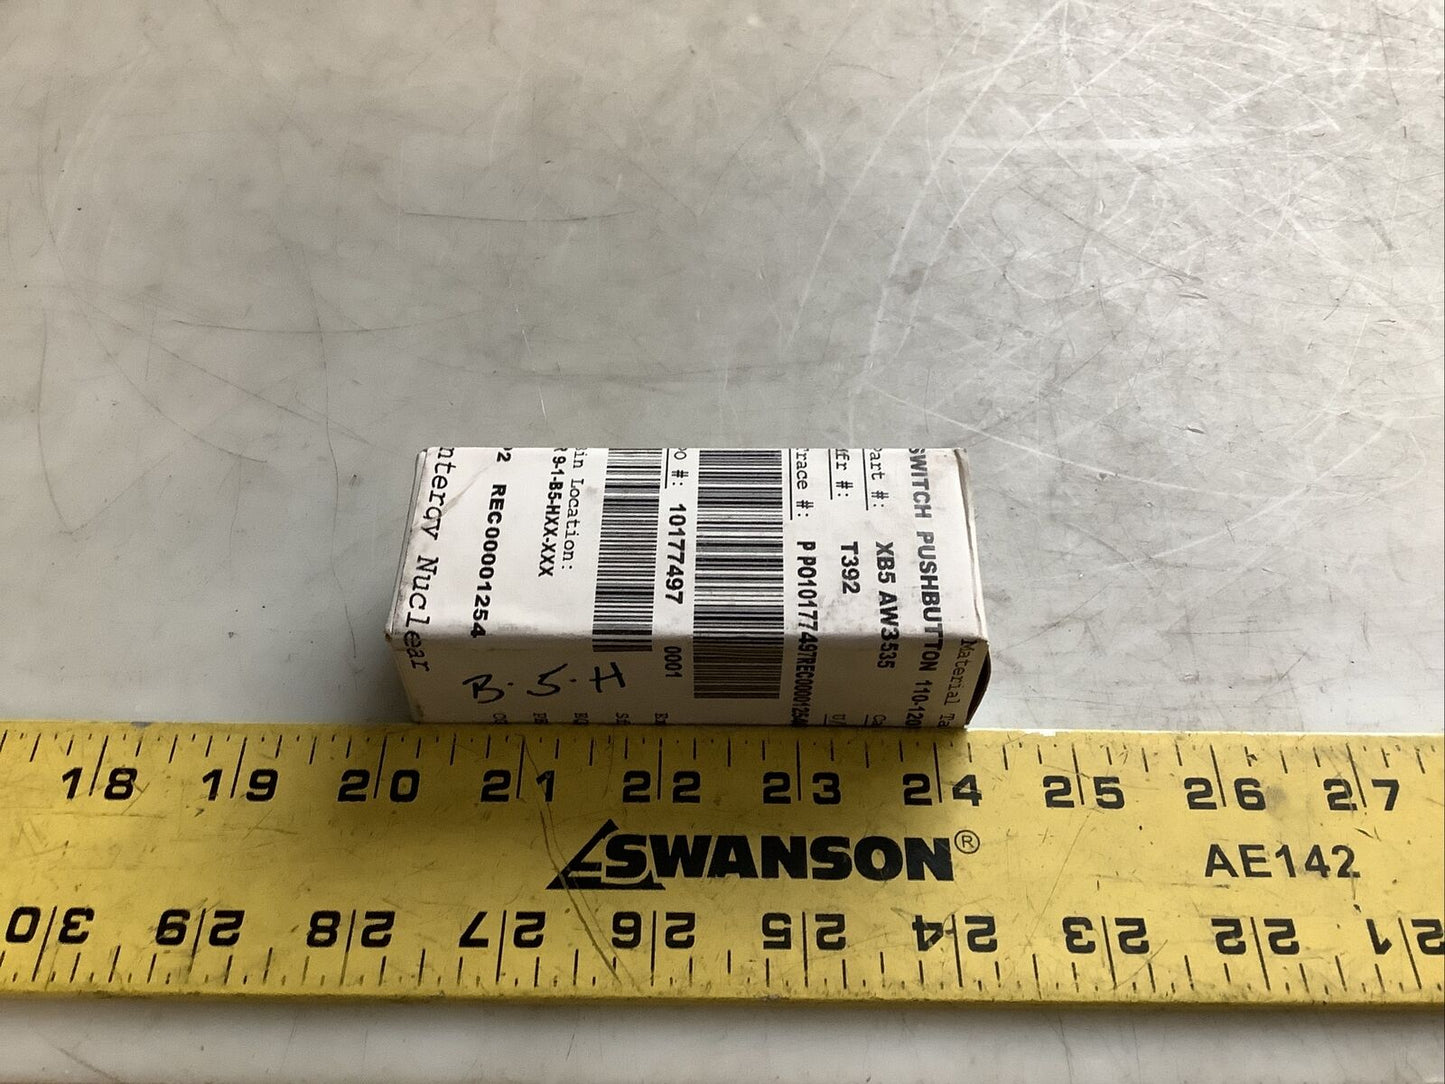 Material Ta
SWITCH PUSHBUTTON 110-120
Part #: XB5 AW3535
Mfr #: T392
Trace #: P PO10177497REC00001254
PO #: 10177497 0001
Bin Location:
9-1-B5-HXX-XXX
P2 REC00001254
ntergy Nuclear
B.5.H
18 19 20 21 22 23 24 25 26 27
SWANSON®
AE142
30 29 28 27 26 25 24 23 22 21